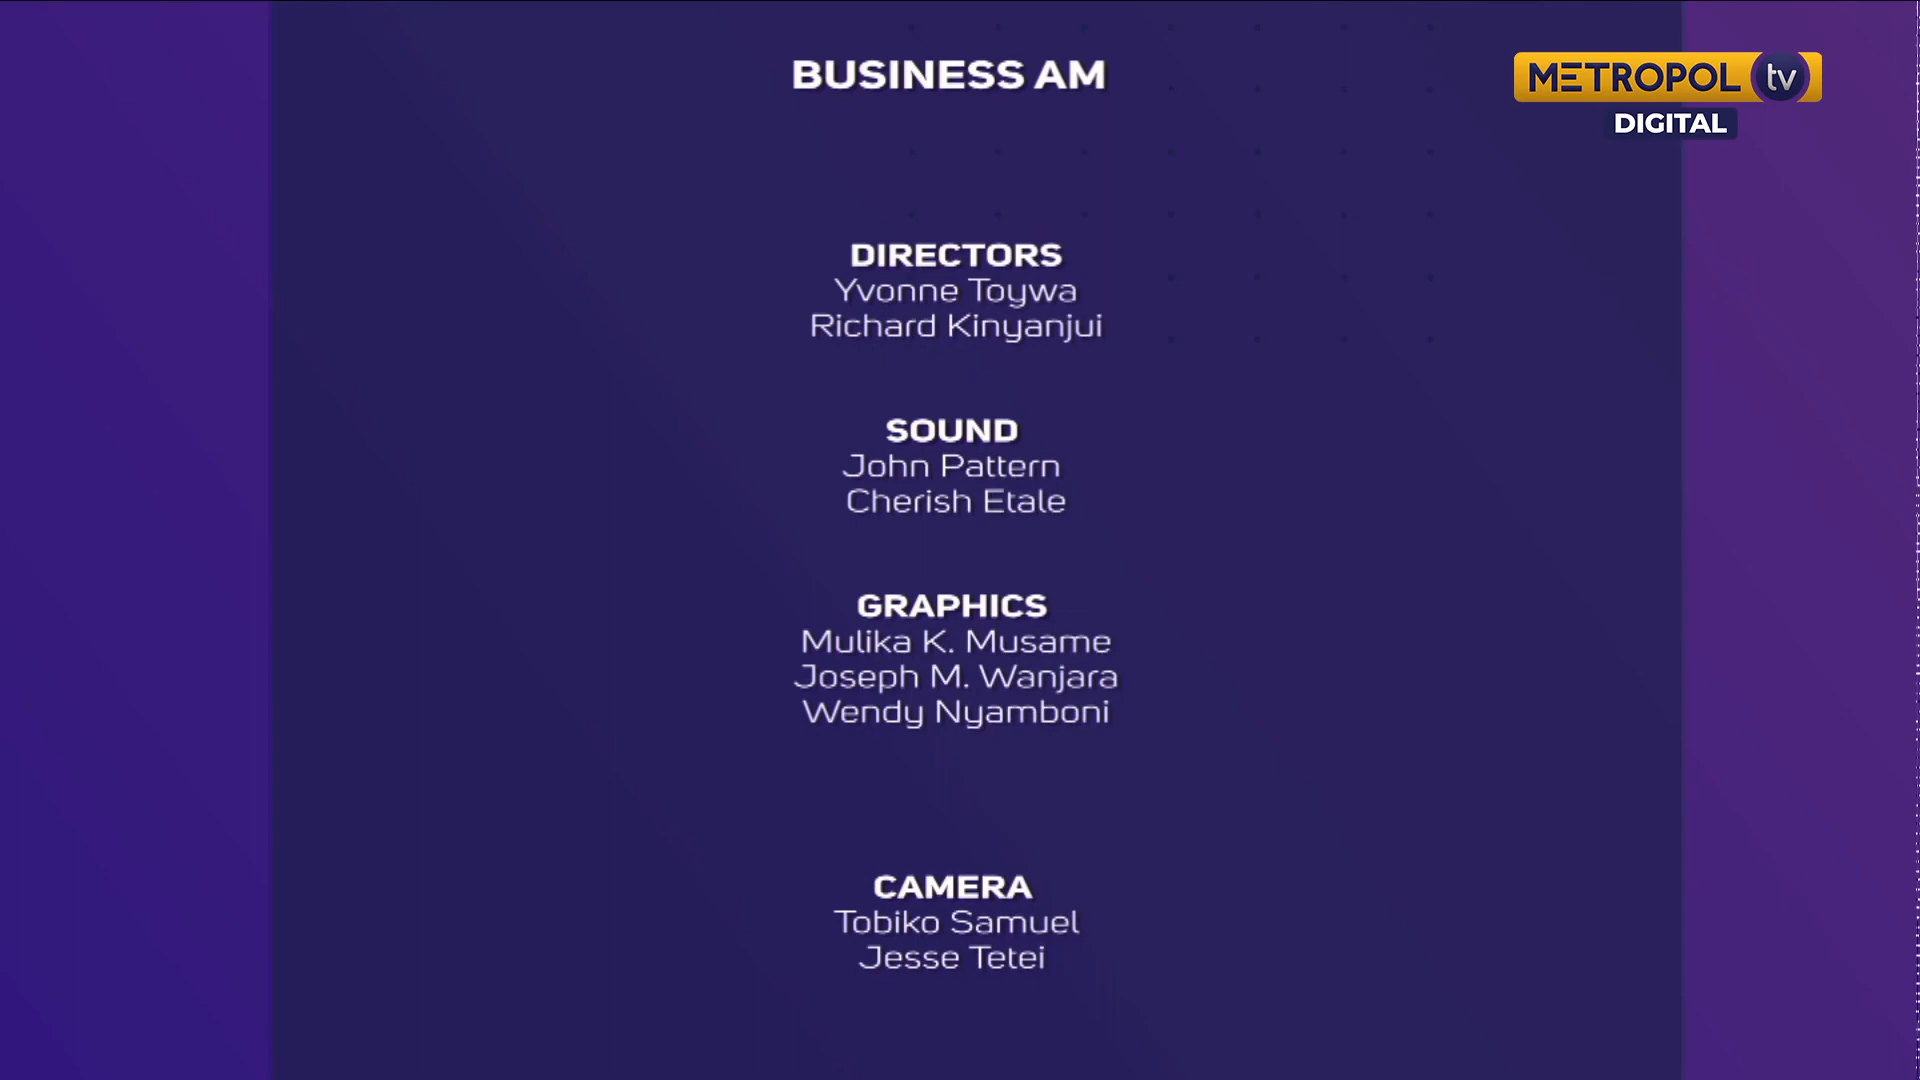 BUSINESS AM
METROPOL tv
DIGITAL
DIRECTORS
Yvonne Toywa
Richard Kinyanjui
SOUND
John Pattern
Cherish Etale
GRAPHICS
Mulika K. Musame
Joseph M. Wanjara
Wendy Nyamboni
CAMERA
Tobiko Samuel
Jesse Tetei